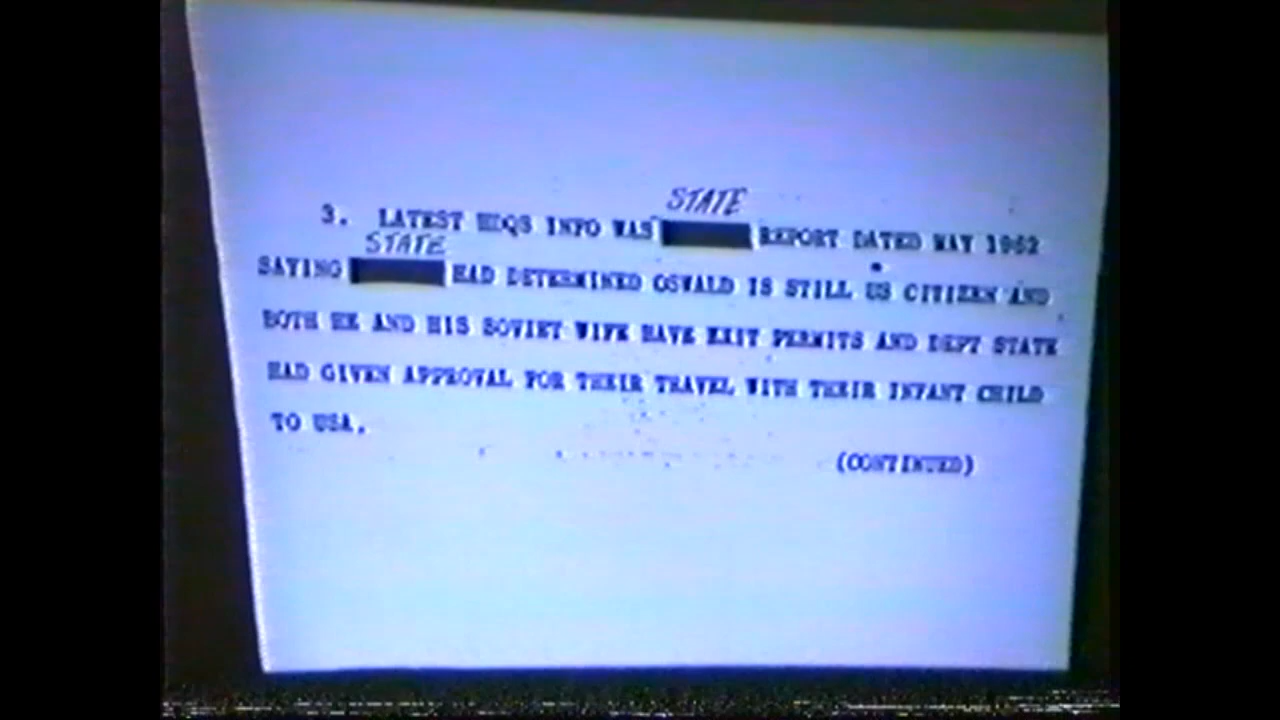 STATE
3. LATEST HDQS INFO WAS REPORT DATED MAY 1962
STATE
SAYING HAD DETERMINED OSWALD IS STILL US CITIZEN AND
BOTH HE AND HIS SOVIET WIFE HAVE EXIT PERMITS AND DEPT STATE
HAD GIVEN APPROVAL FOR THEIR TRAVEL WITH THEIR INFANT CHILD
TO USA.
(CONTINUED)